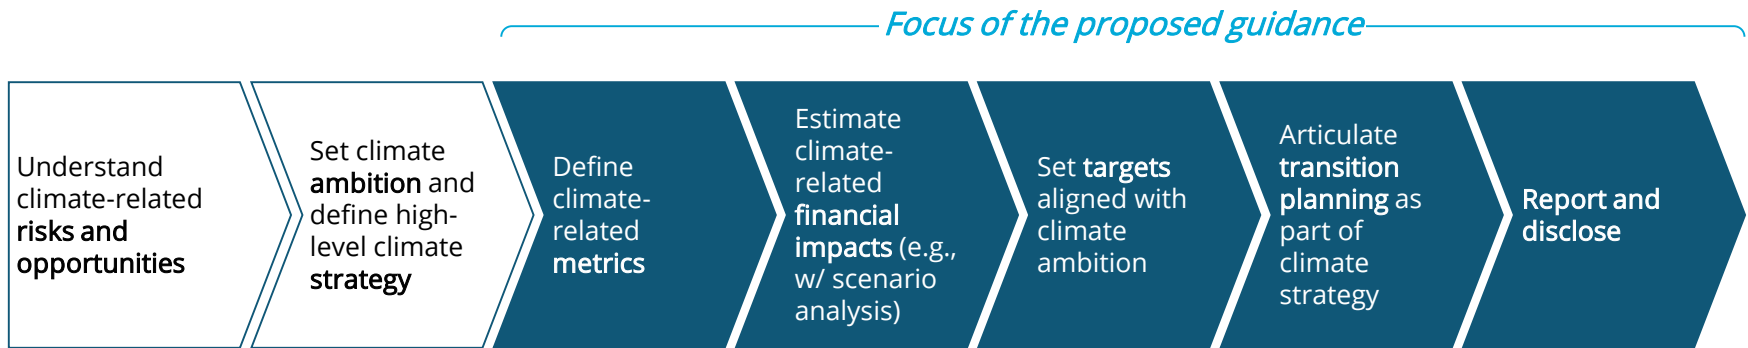 Focus of the proposed guidance
Understand
climate-related
risks and
opportunities
Set climate
ambition and
define high-
level climate
strategy
Define
climate-
related
metrics
Estimate
climate-
related
financial
impacts (e.g.,
w/ scenario
analysis)
Set targets
aligned with
climate
ambition
Articulate
transition
planning as
part of
climate
strategy
Report and
disclose